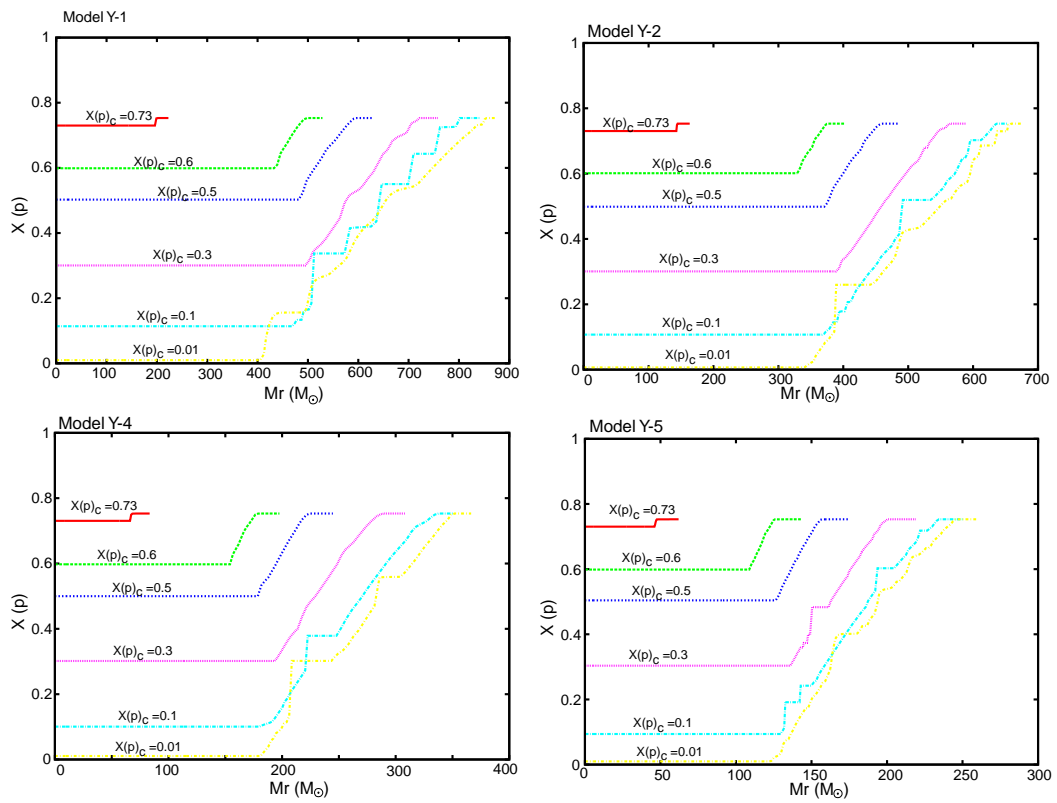 Model Y-1
1
0.8
0.6
0.4
0.2
0
X (p)
X(p)c =0.73
X(p)c =0.6
X(p)c =0.5
X(p)c =0.3
X(p)c =0.1
X(p)c =0.01
0 100 200 300 400 500 600 700 800 900
Mr (M☉)
Model Y-2
1
0.8
0.6
0.4
0.2
0
X (p)
X(p)c =0.73
X(p)c =0.6
X(p)c =0.5
X(p)c =0.3
X(p)c =0.1
X(p)c =0.01
0 100 200 300 400 500 600 700
Mr (M☉)
Model Y-4
1
0.8
0.6
0.4
0.2
0
X (p)
X(p)c =0.73
X(p)c =0.6
X(p)c =0.5
X(p)c =0.3
X(p)c =0.1
X(p)c =0.01
0 100 200 300 400
Mr (M☉)
Model Y-5
1
0.8
0.6
0.4
0.2
0
X (p)
X(p)c =0.73
X(p)c =0.6
X(p)c =0.5
X(p)c =0.3
X(p)c =0.1
X(p)c =0.01
0 50 100 150 200 250 300
Mr (M☉)